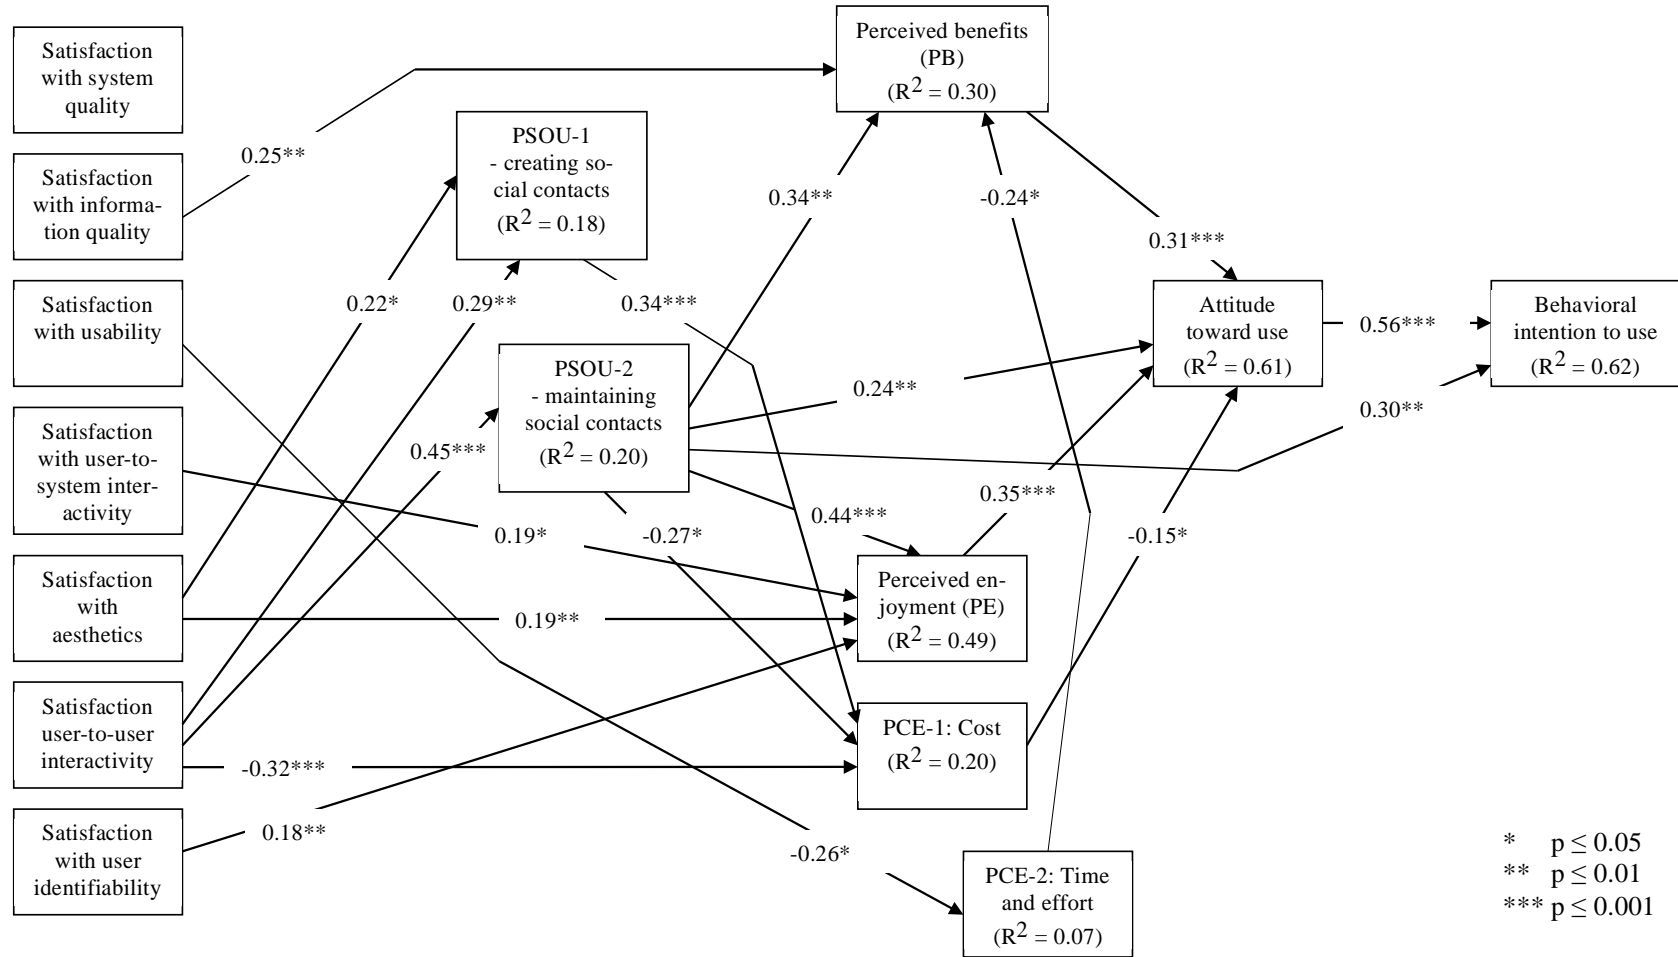 Satisfaction
with system
quality
Satisfaction
with informa-
tion quality
Satisfaction
with usability
Satisfaction
with user-to-
system inter-
activity
Satisfaction
with
aesthetics
Satisfaction
user-to-user
interactivity
Satisfaction
with user
identifiability
0.25**
PSOU-1
- creating so-
cial contacts
(R² = 0.18)
0.22*
0.29**
0.34***
PSOU-2
- maintaining
social contacts
(R² = 0.20)
0.45***
0.19*
-0.27*
0.19**
-0.32***
0.18**
-0.26*
Perceived benefits
(PB)
(R² = 0.30)
0.34**
-0.24*
0.31***
0.24**
0.44***
0.35***
-0.15*
Perceived en-
joyment (PE)
(R² = 0.49)
PCE-1: Cost
(R² = 0.20)
PCE-2: Time
and effort
(R² = 0.07)
Attitude
toward use
(R² = 0.61)
0.56***
0.30**
Behavioral
intention to use
(R² = 0.62)
* p ≤ 0.05
** p ≤ 0.01
*** p ≤ 0.001